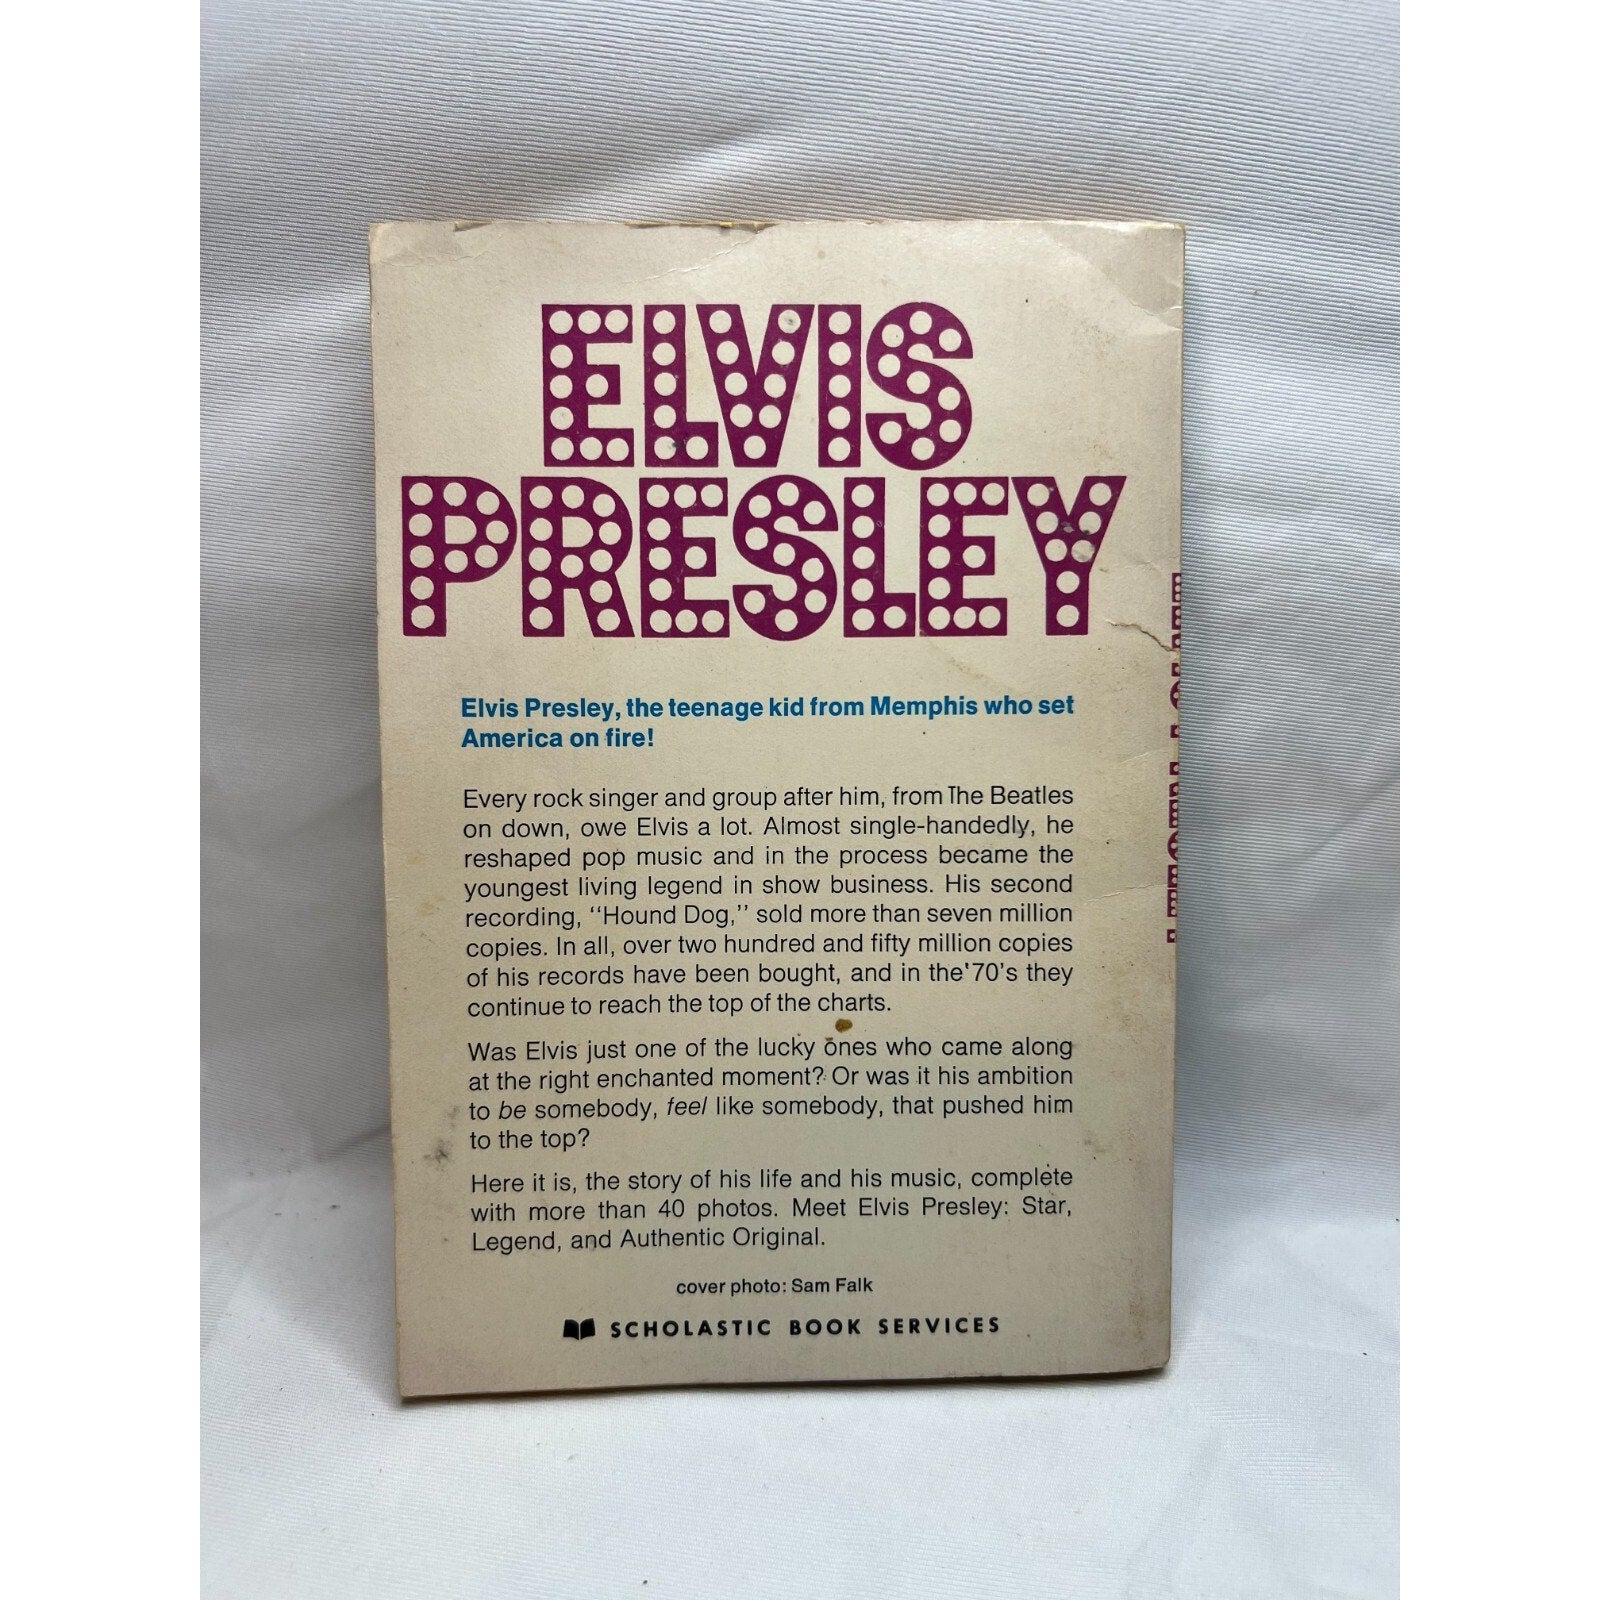 ELVIS
PRESLEY
Elvis Presley, the teenage kid from Memphis who set
America on fire!
Every rock singer and group after him, from The Beatles
on down, owe Elvis a lot. Almost single-handedly, he
reshaped pop music and in the process became the
youngest living legend in show business. His second
recording, “Hound Dog,” sold more than seven million
copies. In all, over two hundred and fifty million copies
of his records have been bought, and in the '70's they
continue to reach the top of the charts.
Was Elvis just one of the lucky ones who came along
at the right enchanted moment? Or was it his ambition
to be somebody, feel like somebody, that pushed him
to the top?
Here it is, the story of his life and his music, complete
with more than 40 photos. Meet Elvis Presley: Star,
Legend, and Authentic Original.
cover photo: Sam Falk
SCHOLASTIC BOOK SERVICES